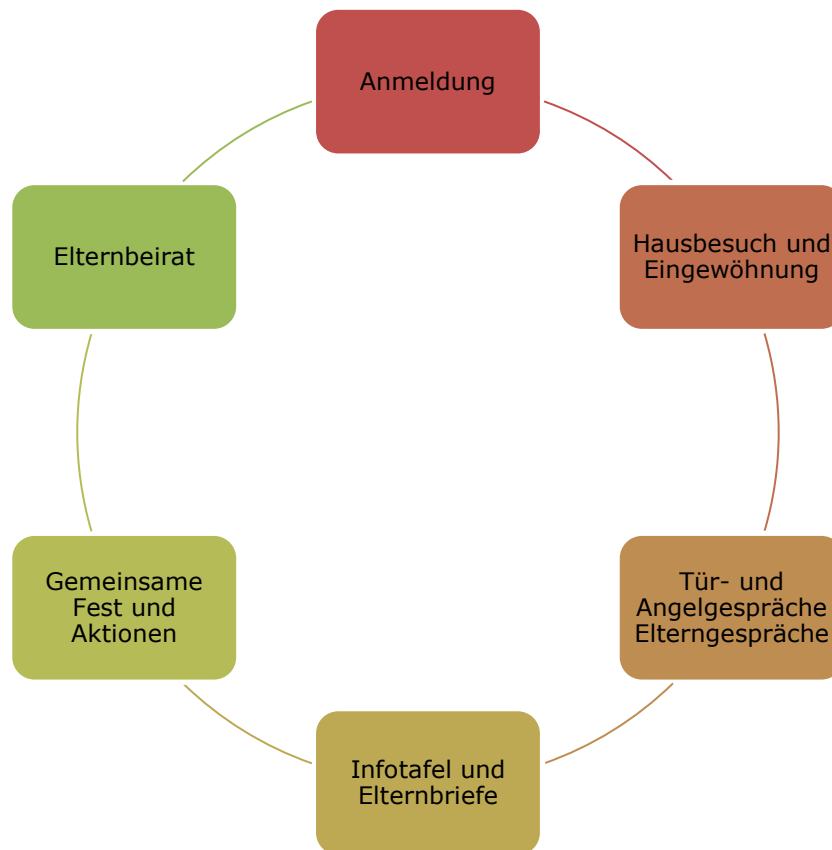 Anmeldung
Hausbesuch und
Eingewöhnung
Tür- und
Angelgespräche
Elterngespräche
Infotafel und
Elternbriefe
Gemeinsame
Fest und
Aktionen
Elternbeirat